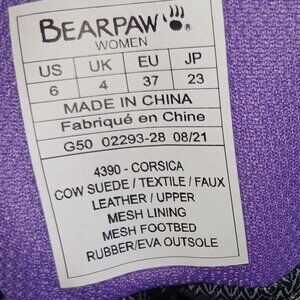 BEARPAW ®
WOMEN
US UK EU JP
6 4 37 23
MADE IN CHINA
Fabriqué en Chine
G50 02293-28 08/21
4390 - CORSICA
COW SUEDE / TEXTILE / FAUX
LEATHER / UPPER
MESH LINING
MESH FOOTBED
RUBBER/EVA OUTSOLE